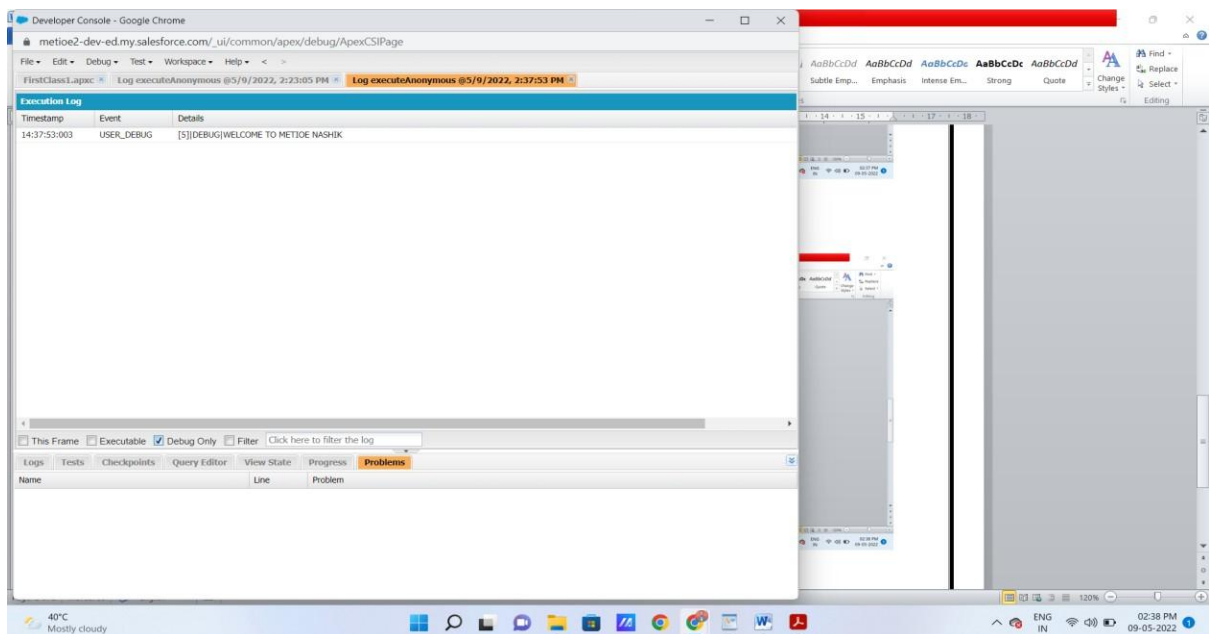 Developer Console - Google Chrome
metioe2-dev-ed.my.salesforce.com/_ui/common/apex/debug/ApexCSIPage
File Edit Debug Test Workspace Help < >
FirstClass1.apxc Log executeAnonymous @5/9/2022, 2:23:05 PM Log executeAnonymous @5/9/2022, 2:37:53 PM
Execution Log
Timestamp Event Details
14:37:53:003 USER_DEBUG [5]|DEBUG|WELCOME TO METIOE NASHIK
This Frame Executable Debug Only Filter Click here to filter the log
Logs Tests Checkpoints Query Editor View State Progress Problems
Name Line Problem
AaBbCcDd AaBbCcDd AaBbCcDc AaBbCcDc AaBbCcDd
Subtle Emp... Emphasis Intense Em... Strong Quote
Change Styles
Find
Replace
Select
Editing
14 15 17 18
120%
40°C
Mostly cloudy
ENG
IN
02:38 PM
09-05-2022
1